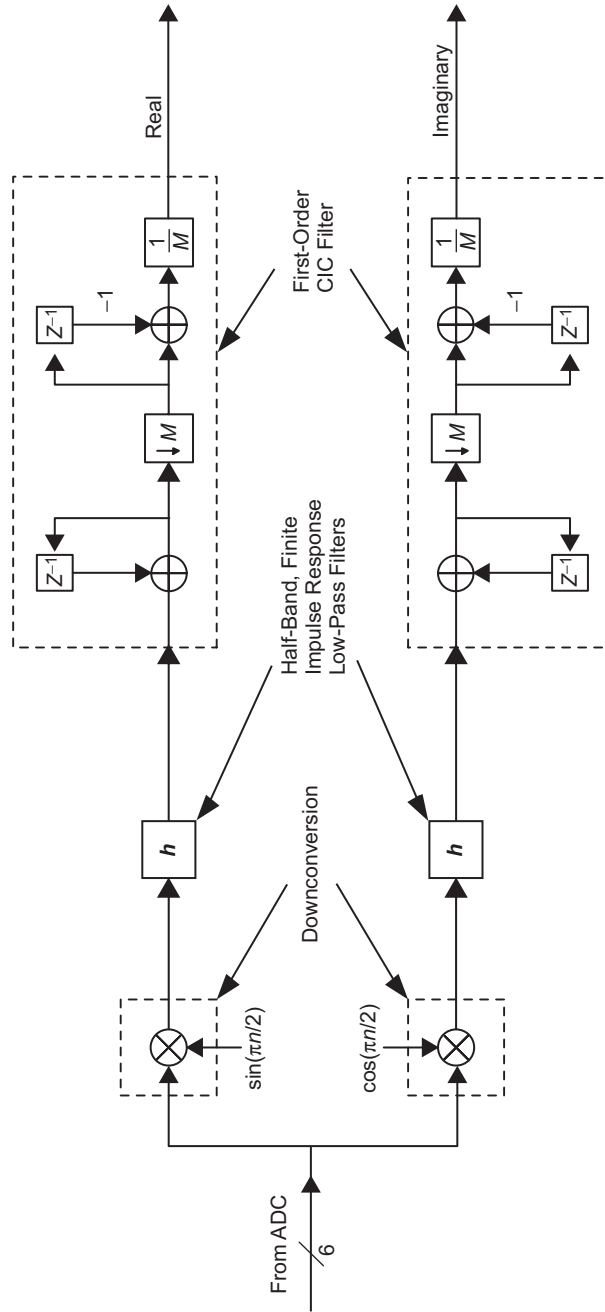 From ADC
6
sin(πn/2)
cos(πn/2)
Downconversion
h
h
Half-Band, Finite
Impulse Response
Low-Pass Filters
Z⁻¹
↓M
Z⁻¹
–1
1/M
Real
First-Order
CIC Filter
Z⁻¹
↓M
Z⁻¹
–1
1/M
Imaginary